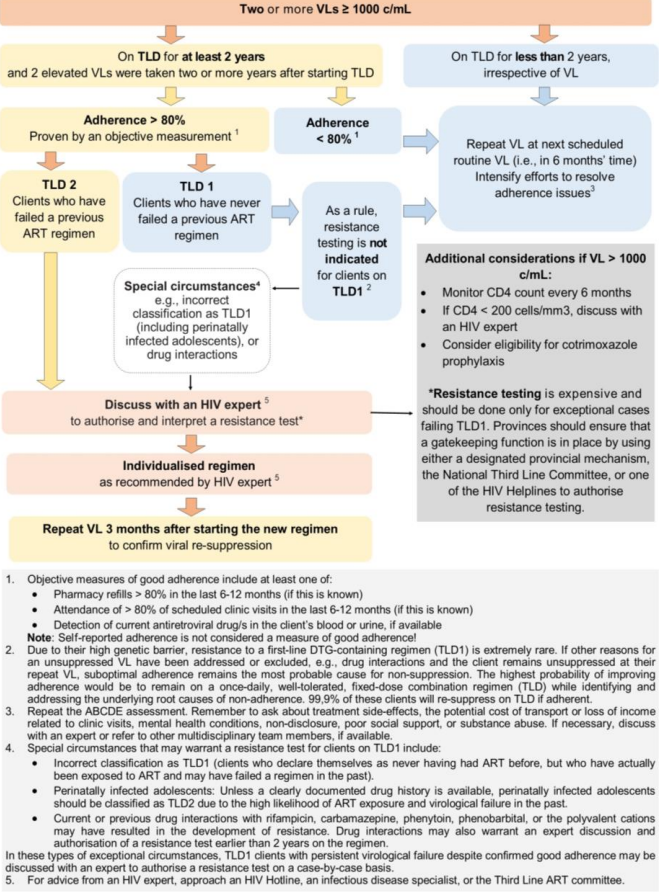 Two or more VLs ≥ 1000 c/mL
On TLD for at least 2 years
and 2 elevated VLs were taken two or more years after starting TLD
On TLD for less than 2 years,
irrespective of VL
Adherence > 80%
Proven by an objective measurement 1
Adherence
< 80% 1
Repeat VL at next scheduled
routine VL (i.e., in 6 months' time)
Intensify efforts to resolve
adherence issues3
TLD 2
Clients who have
failed a previous
ART regimen
TLD 1
Clients who have never
failed a previous ART
regimen
As a rule,
resistance
testing is not
indicated
for clients on
TLD1 2
Special circumstances4
e.g., incorrect
classification as TLD1
(including perinatally
infected adolescents), or
drug interactions
Additional considerations if VL > 1000
c/mL:
• Monitor CD4 count every 6 months
• If CD4 < 200 cells/mm3, discuss with
an HIV expert
• Consider eligibility for cotrimoxazole
prophylaxis
*Resistance testing is expensive and
should be done only for exceptional cases
failing TLD1. Provinces should ensure that
a gatekeeping function is in place by using
either a designated provincial mechanism,
the National Third Line Committee, or one
of the HIV Helplines to authorise
resistance testing.
Discuss with an HIV expert 5
to authorise and interpret a resistance test*
Individualised regimen
as recommended by HIV expert 5
Repeat VL 3 months after starting the new regimen
to confirm viral re-suppression
1. Objective measures of good adherence include at least one of:
• Pharmacy refills > 80% in the last 6-12 months (if this is known)
• Attendance of > 80% of scheduled clinic visits in the last 6-12 months (if this is known)
• Detection of current antiretroviral drug/s in the client's blood or urine, if available
Note: Self-reported adherence is not considered a measure of good adherence!
2. Due to their high genetic barrier, resistance to a first-line DTG-containing regimen (TLD1) is extremely rare. If other reasons for
an unsuppressed VL have been addressed or excluded, e.g., drug interactions and the client remains unsuppressed at their
repeat VL, suboptimal adherence remains the most probable cause for non-suppression. The highest probability of improving
adherence would be to remain on a once-daily, well-tolerated, fixed-dose combination regimen (TLD) while identifying and
addressing the underlying root causes of non-adherence. 99,9% of these clients will re-suppress on TLD if adherent.
3. Repeat the ABCDE assessment. Remember to ask about treatment side-effects, the potential cost of transport or loss of income
related to clinic visits, mental health conditions, non-disclosure, poor social support, or substance abuse. If necessary, discuss
with an expert or refer to other multidisciplinary team members, if available.
4. Special circumstances that may warrant a resistance test for clients on TLD1 include:
• Incorrect classification as TLD1 (clients who declare themselves as never having had ART before, but who have actually
been exposed to ART and may have failed a regimen in the past).
• Perinatally infected adolescents: Unless a clearly documented drug history is available, perinatally infected adolescents
should be classified as TLD2 due to the high likelihood of ART exposure and virological failure in the past.
• Current or previous drug interactions with rifampicin, carbamazepine, phenytoin, phenobarbital, or the polyvalent cations
may have resulted in the development of resistance. Drug interactions may also warrant an expert discussion and
authorisation of a resistance test earlier than 2 years on the regimen.
In these types of exceptional circumstances, TLD1 clients with persistent virological failure despite confirmed good adherence may be
discussed with an expert to authorise a resistance test on a case-by-case basis.
5. For advice from an HIV expert, approach an HIV Hotline, an infectious disease specialist, or the Third Line ART committee.